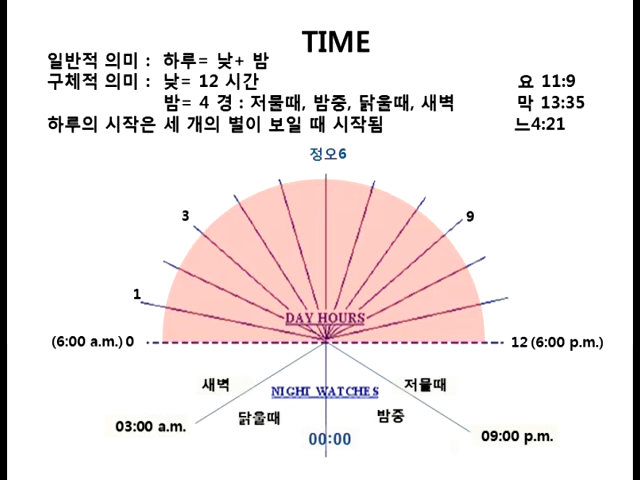 TIME
일반적 의미 : 하루= 낮+ 밤
구체적 의미 : 낮= 12 시간 요 11:9
밤= 4 경 : 저물때, 밤중, 닭울때, 새벽 막 13:35
하루의 시작은 세 개의 별이 보일 때 시작됨 느4:21
정오6
3 9
1
DAY HOURS
(6:00 a.m.) 0 12 (6:00 p.m.)
새벽 저물때
NIGHT WATCHES
닭울때 밤중
03:00 a.m. 00:00 09:00 p.m.